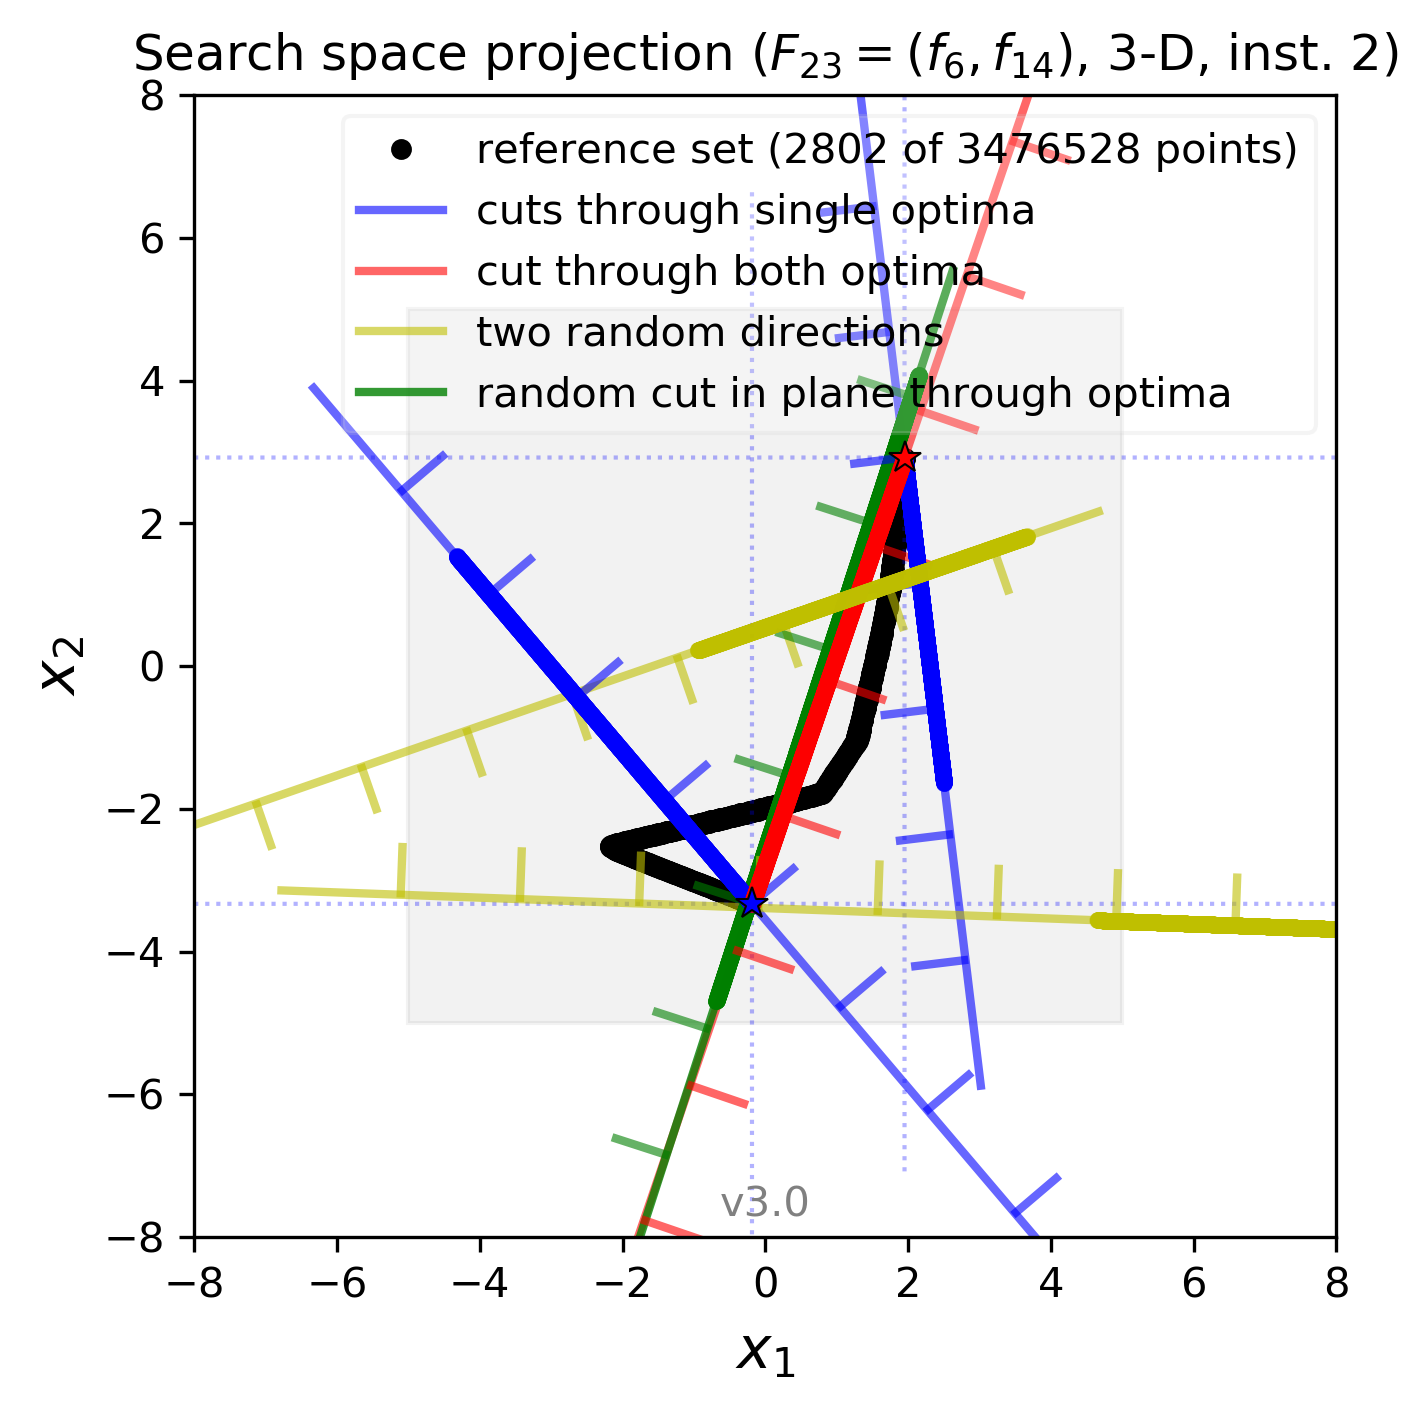 Search space projection (F23 = (f6, f14), 3-D, inst. 2)
reference set (2802 of 3476528 points)
cuts through single optima
cut through both optima
two random directions
random cut in plane through optima
8
6
4
2
0
−2
−4
−6
−8
x2
v3.0
−8 −6 −4 −2 0 2 4 6 8
x1